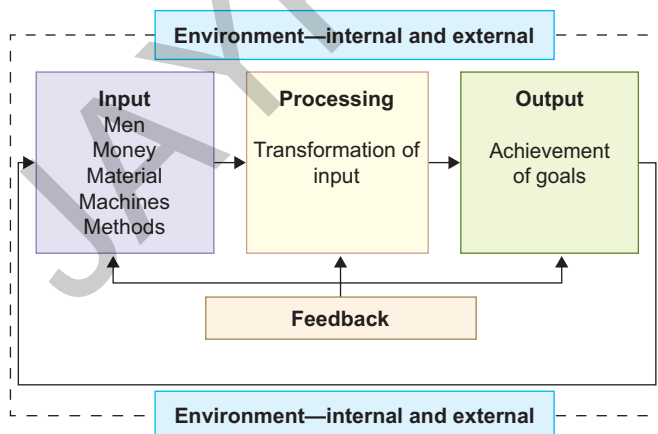 Environment—internal and external
Input
Men
Money
Material
Machines
Methods
Processing
Transformation of
input
Output
Achievement
of goals
Feedback
Environment—internal and external
JAYP